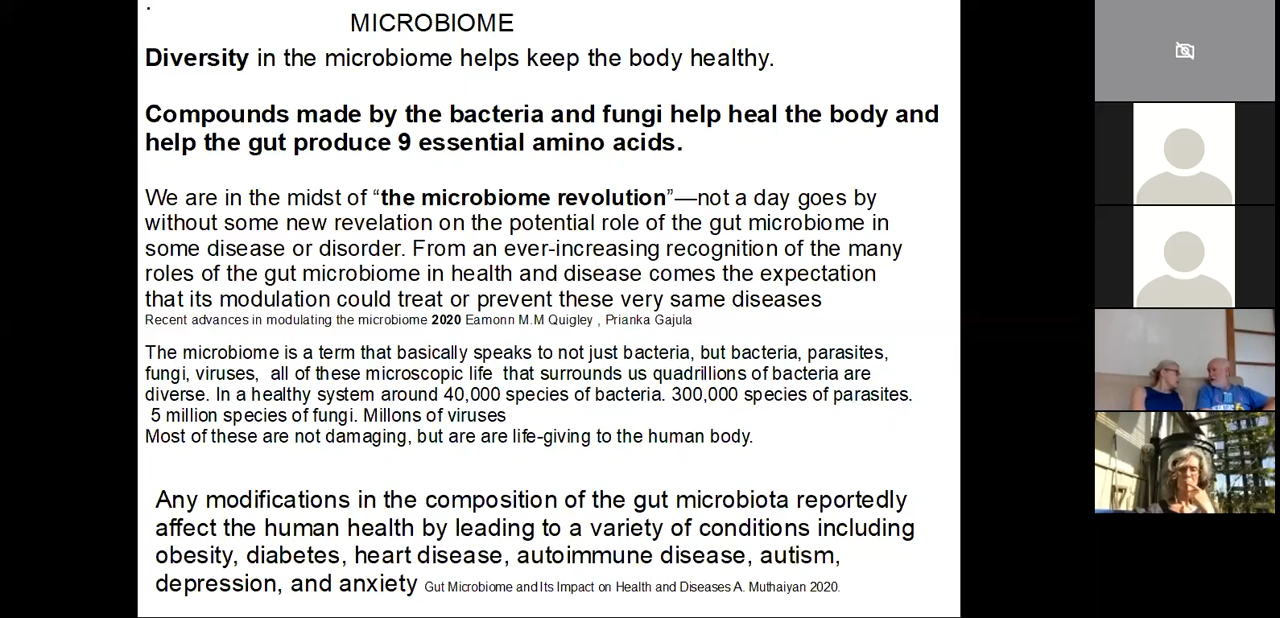 MICROBIOME
Diversity in the microbiome helps keep the body healthy.
Compounds made by the bacteria and fungi help heal the body and
help the gut produce 9 essential amino acids.
We are in the midst of “the microbiome revolution”—not a day goes by
without some new revelation on the potential role of the gut microbiome in
some disease or disorder. From an ever-increasing recognition of the many
roles of the gut microbiome in health and disease comes the expectation
that its modulation could treat or prevent these very same diseases
Recent advances in modulating the microbiome 2020 Eamonn M.M Quigley , Prianka Gajula
The microbiome is a term that basically speaks to not just bacteria, but bacteria, parasites,
fungi, viruses, all of these microscopic life that surrounds us quadrillions of bacteria are
diverse. In a healthy system around 40,000 species of bacteria. 300,000 species of parasites.
5 million species of fungi. Millons of viruses
Most of these are not damaging, but are are life-giving to the human body.
Any modifications in the composition of the gut microbiota reportedly
affect the human health by leading to a variety of conditions including
obesity, diabetes, heart disease, autoimmune disease, autism,
depression, and anxiety Gut Microbiome and Its Impact on Health and Diseases A. Muthaiyan 2020.